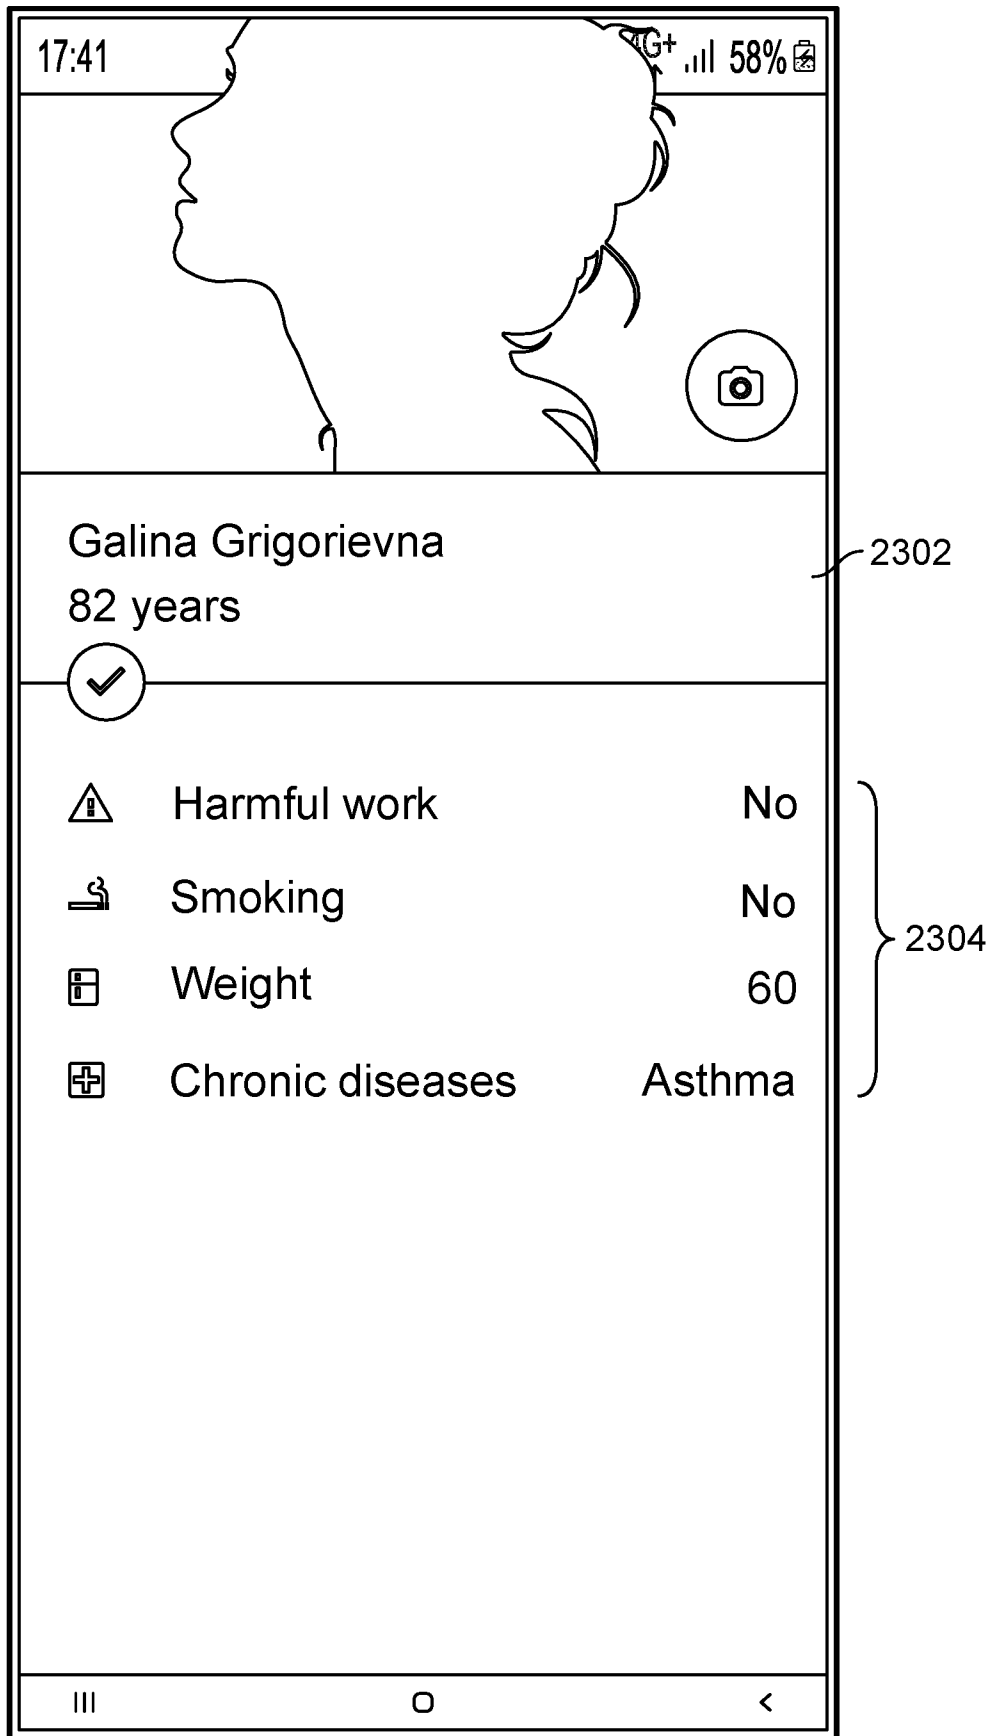 17:41 4G+ 58%
Galina Grigorievna
82 years
2302
Harmful work No
Smoking No
Weight 60
Chronic diseases Asthma
2304